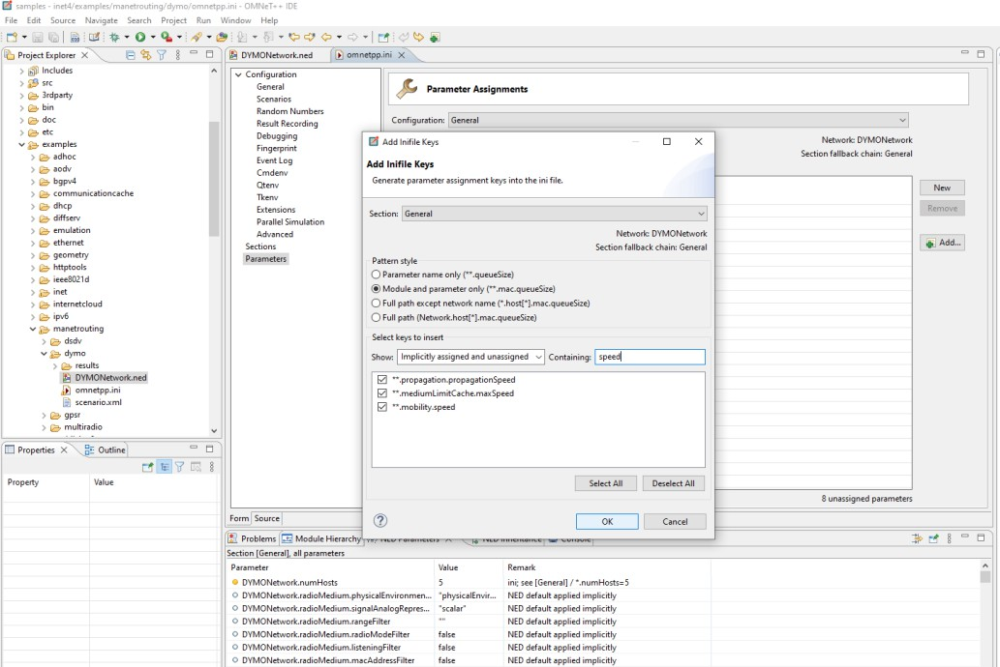 samples - inet4/examples/manetrouting/dymo/omnetpp.ini - OMNeT++ IDE
File Edit Source Navigate Search Project Run Window Help
Project Explorer
Includes
src
3rdparty
bin
doc
etc
examples
adhoc
aodv
bgpv4
communicationcache
dhcp
diffserv
emulation
ethernet
geometry
httptools
ieee8021d
inet
internetcloud
ipv6
manetrouting
dsdv
dymo
results
DYMONetwork.ned
omnetpp.ini
scenario.xml
gpsr
multiradio
Properties Outline
Property Value
DYMONetwork.ned omnetpp.ini
Configuration
General
Scenarios
Random Numbers
Result Recording
Debugging
Fingerprint
Event Log
Cmdenv
Qtenv
Tkenv
Extensions
Parallel Simulation
Advanced
Sections
Parameters
Form Source
Parameter Assignments
Configuration: General
Network: DYMONetwork
Section fallback chain: General
New
Remove
Add...
8 unassigned parameters
Add Inifile Keys
Add Inifile Keys
Generate parameter assignment keys into the ini file.
Section: General
Network: DYMONetwork
Section fallback chain: General
Pattern style
Parameter name only (**.queueSize)
Module and parameter only (**.mac.queueSize)
Full path except network name (*.host[*].mac.queueSize)
Full path (Network.host[*].mac.queueSize)
Select keys to insert
Show: Implicitly assigned and unassigned Containing: speed
**.propagation.propagationSpeed
**.mediumLimitCache.maxSpeed
**.mobility.speed
Select All Deselect All
OK Cancel
Problems Module Hierarchy NED Parameters NED Inheritance Console
Section [General], all parameters
Parameter Value Remark
DYMONetwork.numHosts 5 ini; see [General] / *.numHosts=5
DYMONetwork.radioMedium.physicalEnvironmen... "physicalEnvir... NED default applied implicitly
DYMONetwork.radioMedium.signalAnalogRepres... "scalar" NED default applied implicitly
DYMONetwork.radioMedium.rangeFilter "" NED default applied implicitly
DYMONetwork.radioMedium.radioModeFilter false NED default applied implicitly
DYMONetwork.radioMedium.listeningFilter false NED default applied implicitly
DYMONetwork.radioMedium.macAddressFilter false NED default applied implicitly